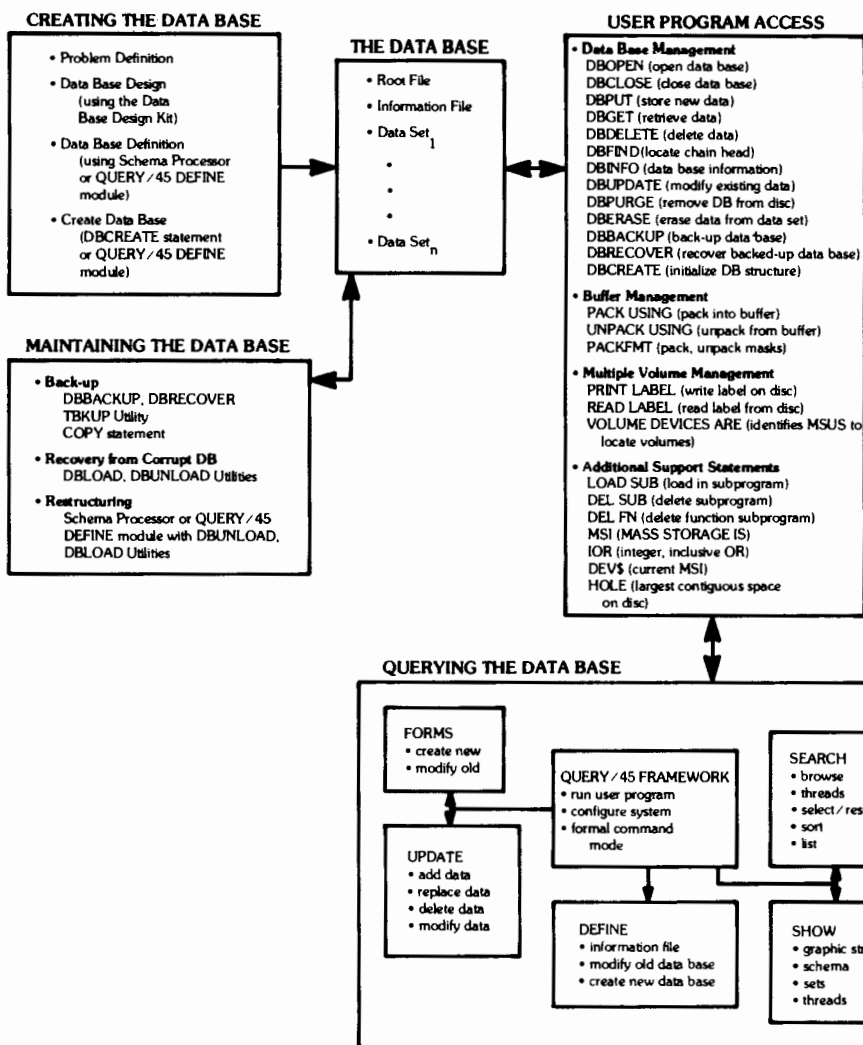 CREATING THE DATA BASE
• Problem Definition
• Data Base Design
(using the Data
Base Design Kit)
• Data Base Definition
(using Schema Processor
or QUERY/45 DEFINE
module)
• Create Data Base
(DBCREATE statement
or QUERY/45 DEFINE
module)
THE DATA BASE
• Root File
• Information File
• Data Set1
•
•
•
• Data Setn
MAINTAINING THE DATA BASE
• Back-up
DBBACKUP, DBRECOVER
TBKUP Utility
COPY statement
• Recovery from Corrupt DB
DBLOAD, DBUNLOAD Utilities
• Restructuring
Schema Processor or QUERY/45
DEFINE module with DBUNLOAD,
DBLOAD Utilities
USER PROGRAM ACCESS
• Data Base Management
DBOPEN (open data base)
DBCLOSE (close data base)
DBPUT (store new data)
DBGET (retrieve data)
DBDELETE (delete data)
DBFIND(locate chain head)
DBINFO (data base information)
DBUPDATE (modify existing data)
DBPURGE (remove DB from disc)
DBERASE (erase data from data set)
DBBACKUP (back-up data base)
DBRECOVER (recover backed-up data base)
DBCREATE (initialize DB structure)
• Buffer Management
PACK USING (pack into buffer)
UNPACK USING (unpack from buffer)
PACKFMT (pack, unpack masks)
• Multiple Volume Management
PRINT LABEL (write label on disc)
READ LABEL (read label from disc)
VOLUME DEVICES ARE (identifies MSUS to
locate volumes)
• Additional Support Statements
LOAD SUB (load in subprogram)
DEL SUB (delete subprogram)
DEL FN (delete function subprogram)
MSI (MASS STORAGE IS)
IOR (integer, inclusive OR)
DEV$ (current MSI)
HOLE (largest contiguous space
on disc)
QUERYING THE DATA BASE
FORMS
• create new
• modify old
UPDATE
• add data
• replace data
• delete data
• modify data
QUERY/45 FRAMEWORK
• run user program
• configure system
• formal command
mode
DEFINE
• information file
• modify old data base
• create new data base
SEARCH
• browse
• threads
• select/res
• sort
• list
SHOW
• graphic str
• schema
• sets
• threads